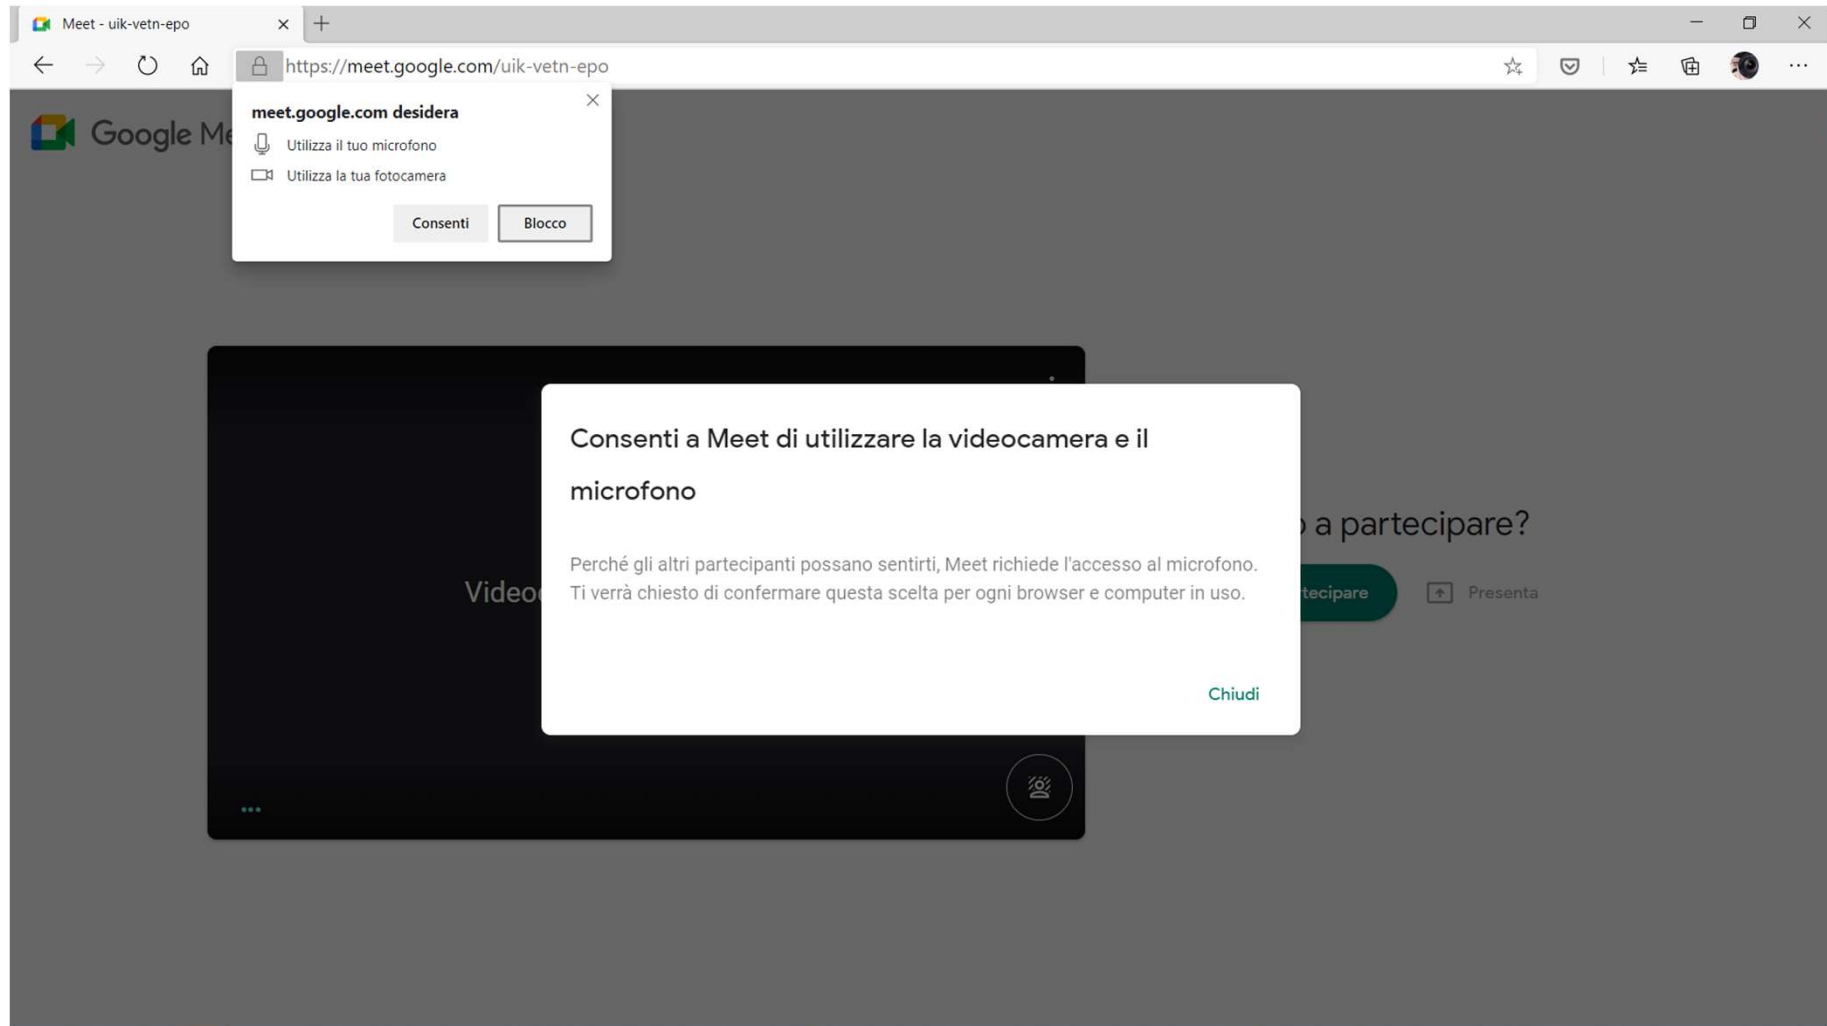 Meet - uik-vetn-epo
https://meet.google.com/uik-vetn-epo
meet.google.com desidera
Utilizza il tuo microfono
Utilizza la tua fotocamera
Consenti Blocco
Google Me
Consenti a Meet di utilizzare la videocamera e il
microfono
Perché gli altri partecipanti possano sentirti, Meet richiede l'accesso al microfono.
Ti verrà chiesto di confermare questa scelta per ogni browser e computer in uso.
Chiudi
Video
a partecipare?
tecipare
Presenta